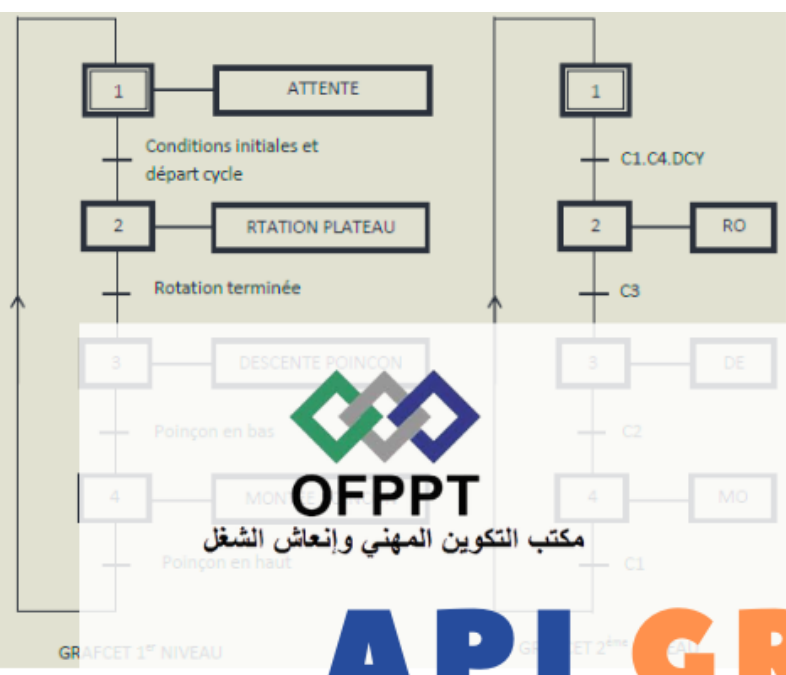 1 ATTENTE
Conditions initiales et
départ cycle
2 RTATION PLATEAU
Rotation terminée
3 DESCENTE POINCON
Poinçon en bas
4
Poinçon en haut
GRAFCET 1er NIVEAU
1
C1.C4.DCY
2 RO
C3
3 DE
C2
4 MO
C1
OFPPT
مكتب التكوين المهني وإنعاش الشغل
API GR